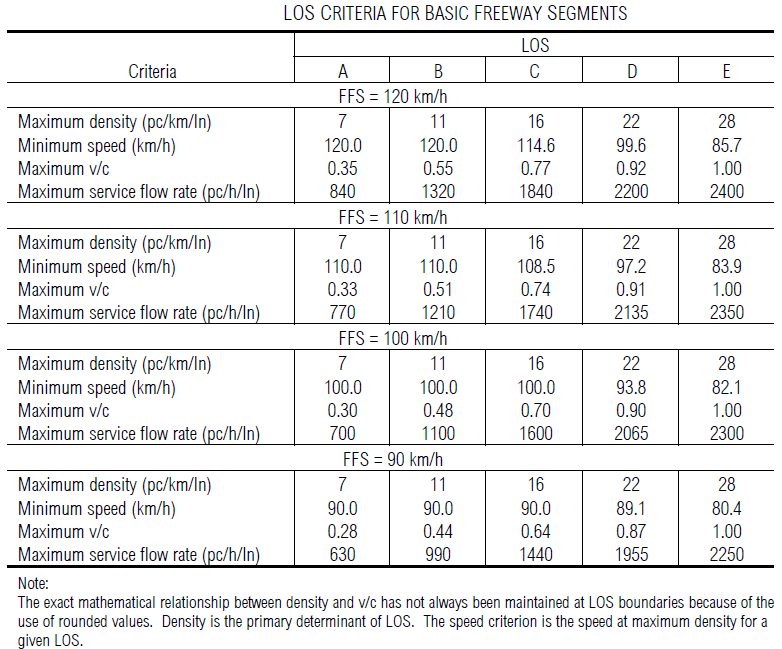 LOS CRITERIA FOR BASIC FREEWAY SEGMENTS
LOS
Criteria A B C D E
FFS = 120 km/h
Maximum density (pc/km/ln) 7 11 16 22 28
Minimum speed (km/h) 120.0 120.0 114.6 99.6 85.7
Maximum v/c 0.35 0.55 0.77 0.92 1.00
Maximum service flow rate (pc/h/ln) 840 1320 1840 2200 2400
FFS = 110 km/h
Maximum density (pc/km/ln) 7 11 16 22 28
Minimum speed (km/h) 110.0 110.0 108.5 97.2 83.9
Maximum v/c 0.33 0.51 0.74 0.91 1.00
Maximum service flow rate (pc/h/ln) 770 1210 1740 2135 2350
FFS = 100 km/h
Maximum density (pc/km/ln) 7 11 16 22 28
Minimum speed (km/h) 100.0 100.0 100.0 93.8 82.1
Maximum v/c 0.30 0.48 0.70 0.90 1.00
Maximum service flow rate (pc/h/ln) 700 1100 1600 2065 2300
FFS = 90 km/h
Maximum density (pc/km/ln) 7 11 16 22 28
Minimum speed (km/h) 90.0 90.0 90.0 89.1 80.4
Maximum v/c 0.28 0.44 0.64 0.87 1.00
Maximum service flow rate (pc/h/ln) 630 990 1440 1955 2250
Note:
The exact mathematical relationship between density and v/c has not always been maintained at LOS boundaries because of the
use of rounded values. Density is the primary determinant of LOS. The speed criterion is the speed at maximum density for a
given LOS.